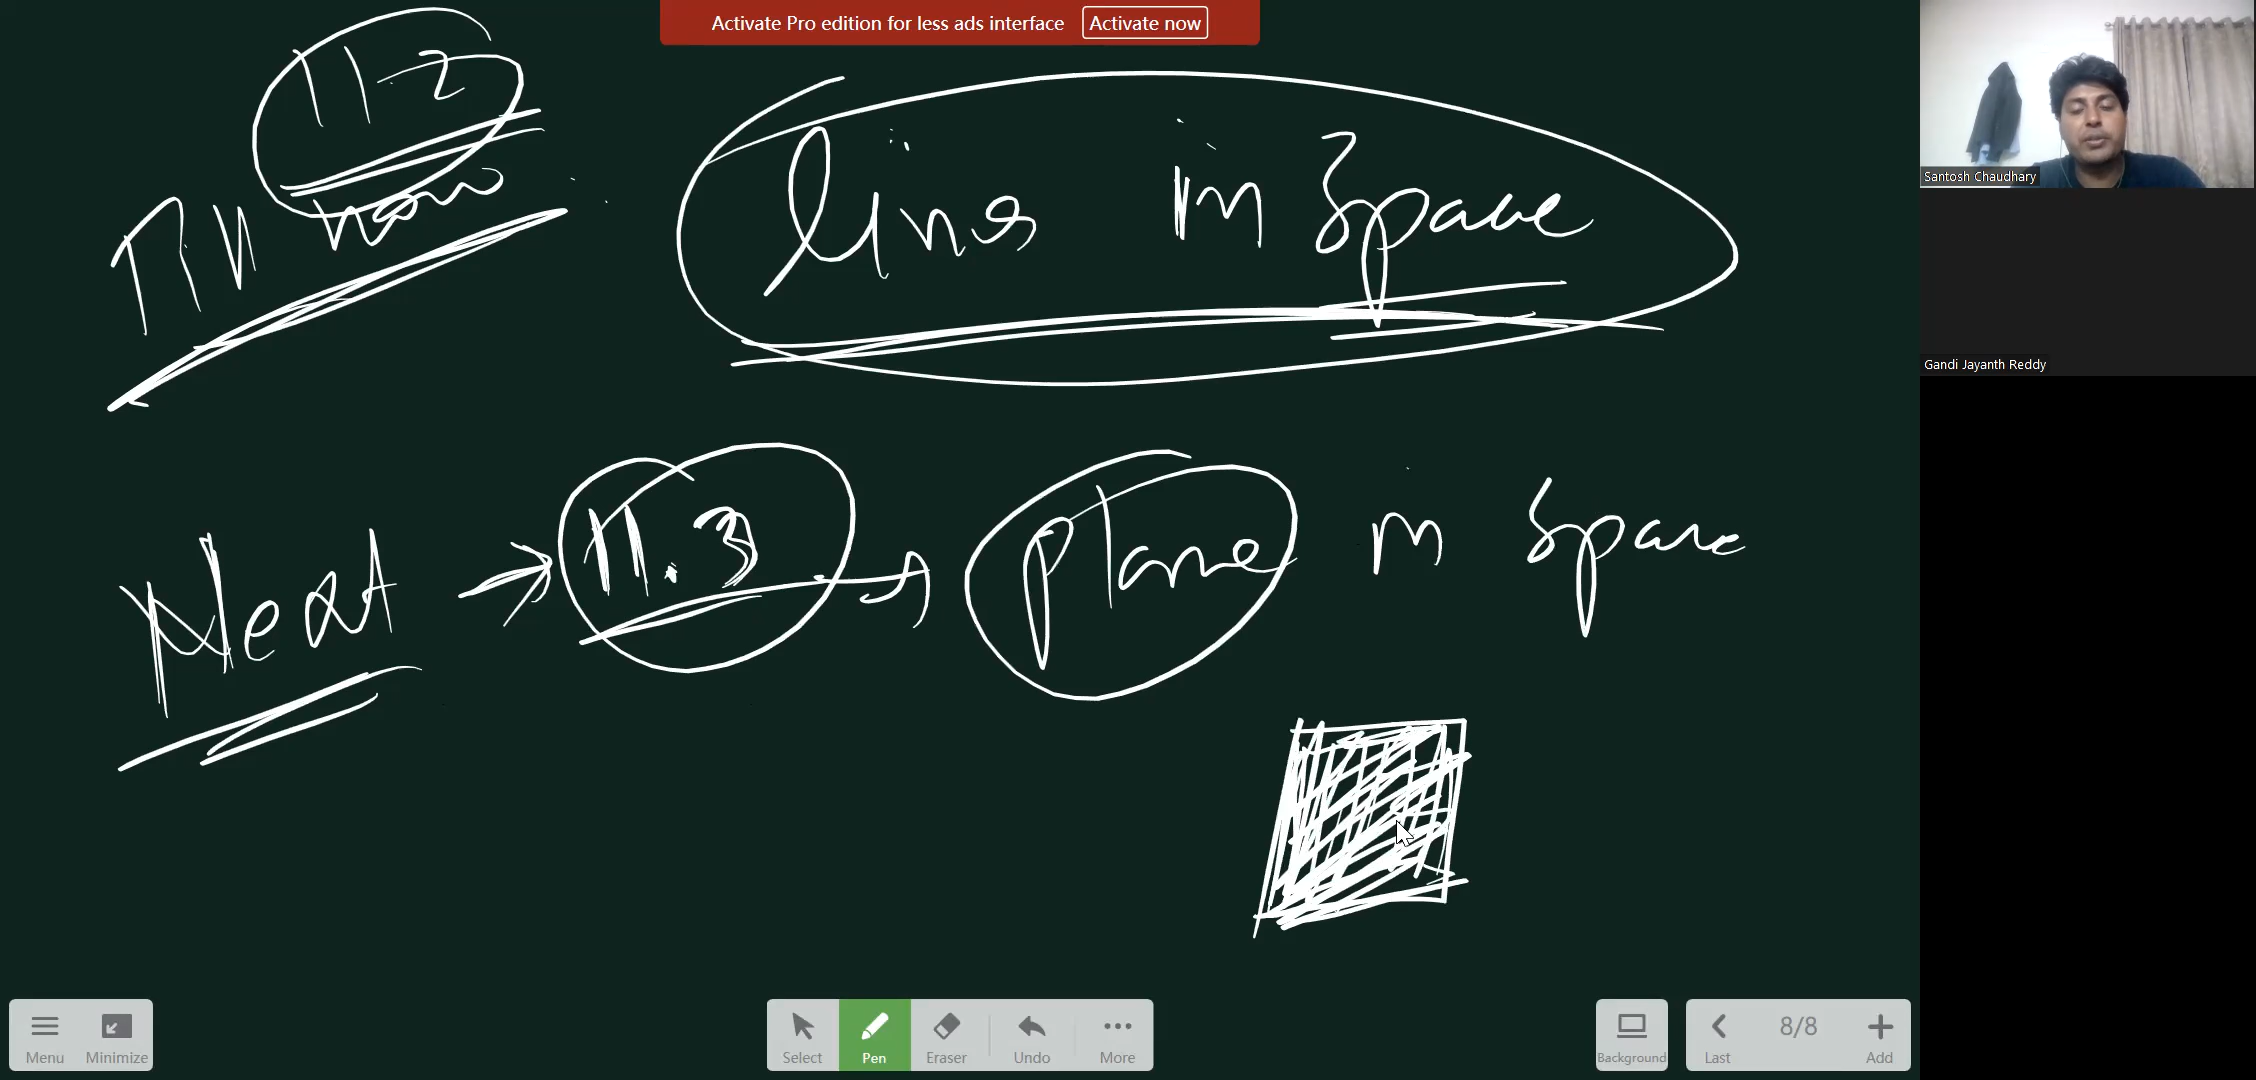 Activate Pro edition for less ads interface Activate now
11-2
Till now
lines in Space
Santosh Chaudhary
Gandi Jayanth Reddy
Next → 11.3 → plane in Space
Menu Minimize Select Pen Eraser Undo More Background Last 8/8 Add